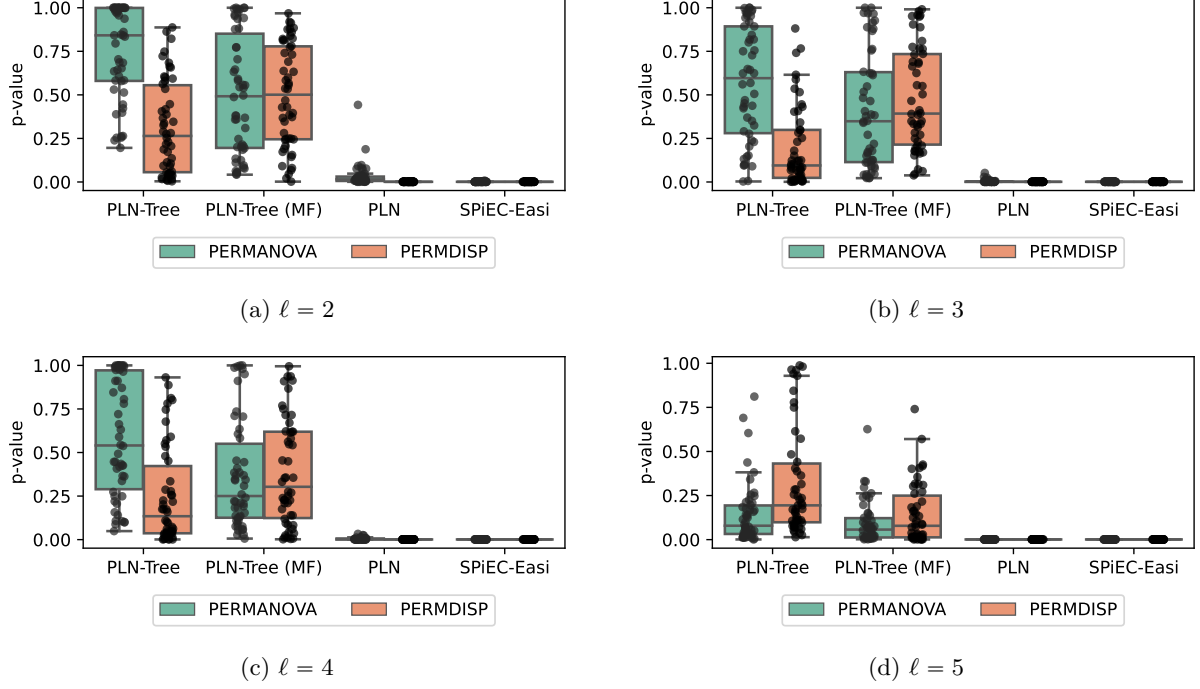 1.00
0.75
0.50
0.25
0.00
p-value
PLN-Tree PLN-Tree (MF) PLN SPiEC-Easi
PERMANOVA PERMDISP
(a) ℓ = 2
1.00
0.75
0.50
0.25
0.00
p-value
PLN-Tree PLN-Tree (MF) PLN SPiEC-Easi
PERMANOVA PERMDISP
(b) ℓ = 3
1.00
0.75
0.50
0.25
0.00
p-value
PLN-Tree PLN-Tree (MF) PLN SPiEC-Easi
PERMANOVA PERMDISP
(c) ℓ = 4
1.00
0.75
0.50
0.25
0.00
p-value
PLN-Tree PLN-Tree (MF) PLN SPiEC-Easi
PERMANOVA PERMDISP
(d) ℓ = 5